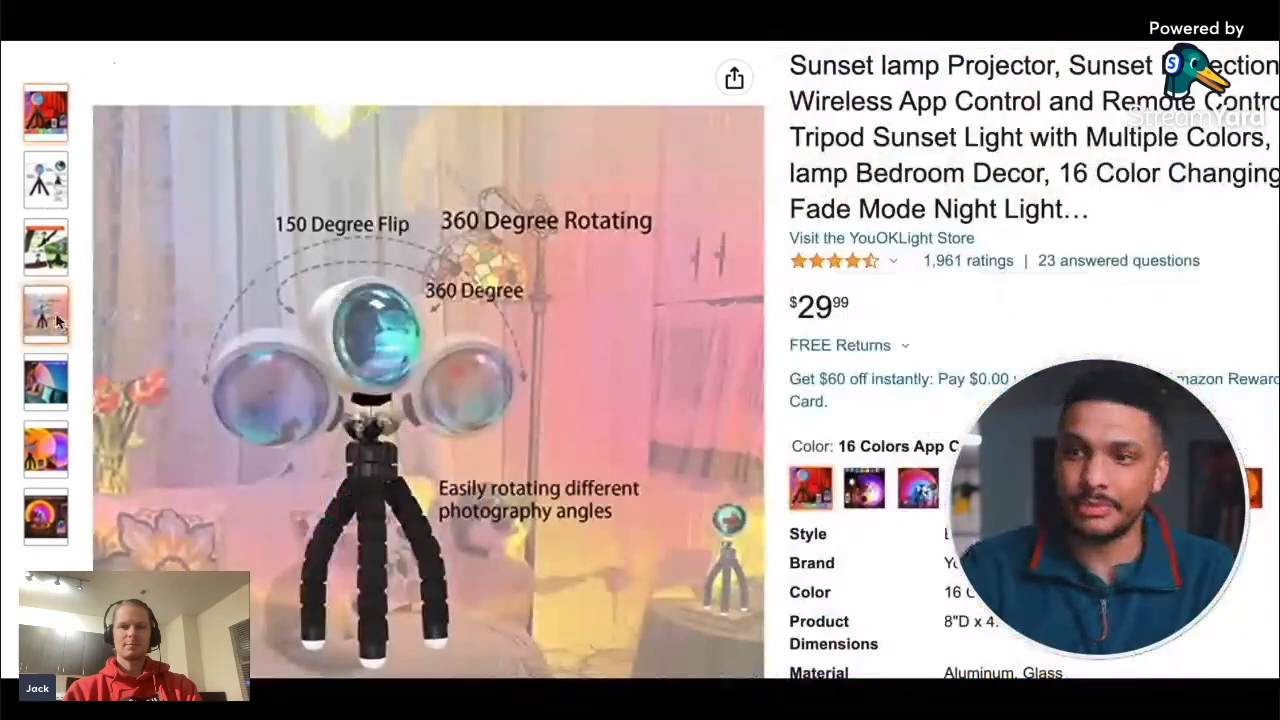 Powered by
StreamYard
Sunset lamp Projector, Sunset
Wireless App Control and Remote
Tripod Sunset Light with Multiple Colors,
lamp Bedroom Decor, 16 Color Changing
Fade Mode Night Light…
Visit the YouOKLight Store
1,961 ratings | 23 answered questions
$29.99
FREE Returns
Get $60 off instantly: Pay $0.00
Card.
Color: 16 Colors App
Style
Brand
Color 16
Product 8"D x 4.
Dimensions
Material Aluminum, Glass
150 Degree Flip
360 Degree Rotating
360 Degree
Easily rotating different
photography angles
Jack